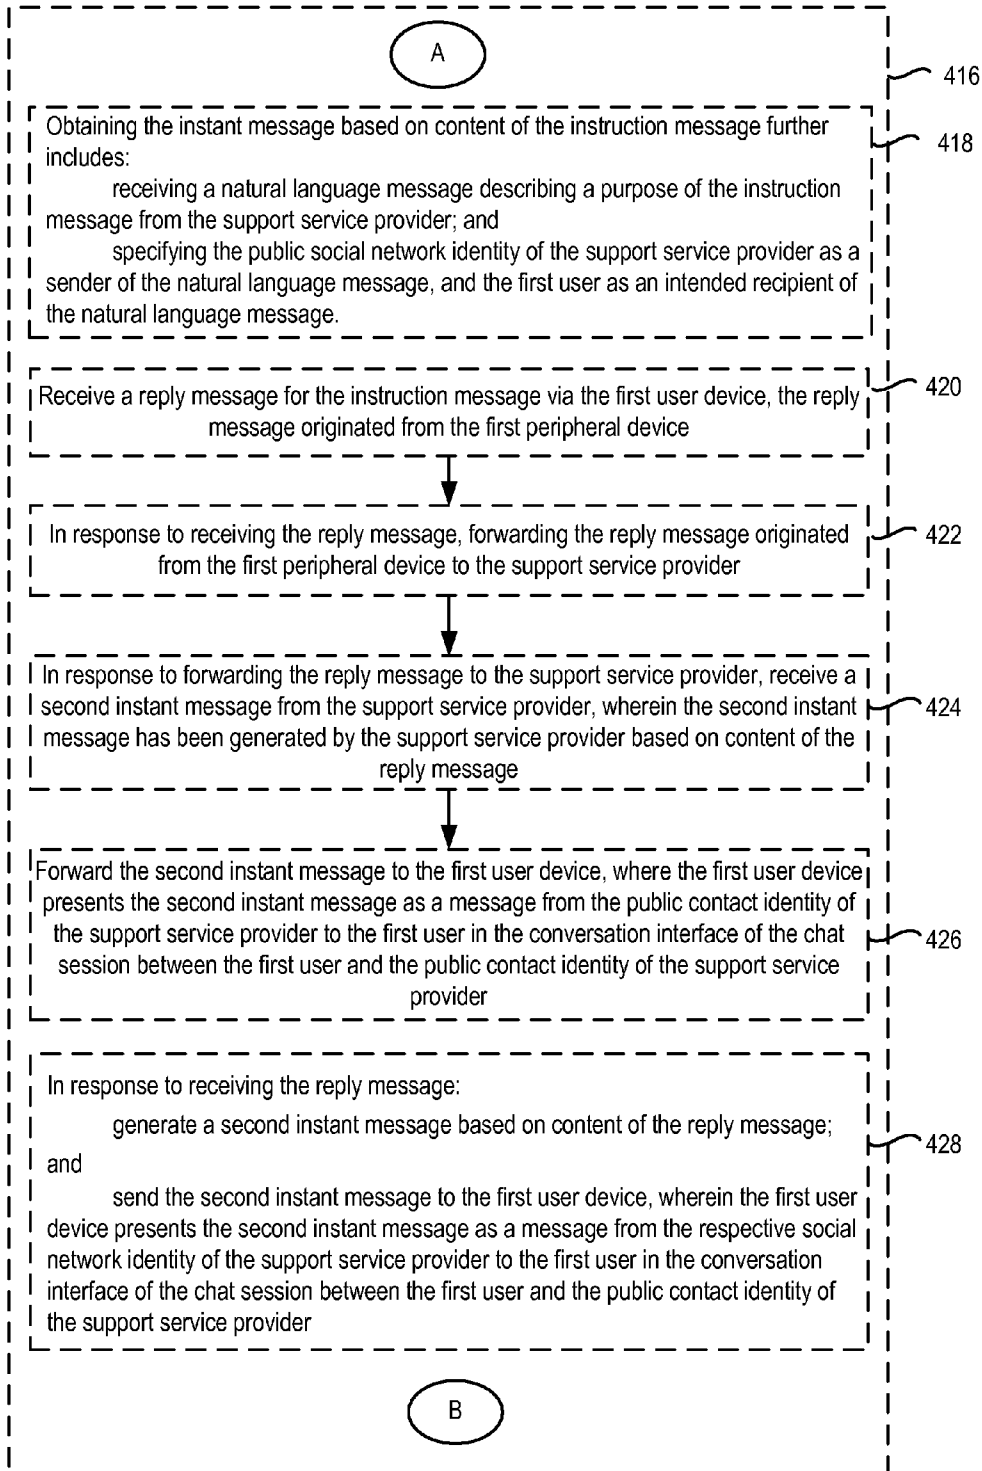 A
416
Obtaining the instant message based on content of the instruction message further
includes:
receiving a natural language message describing a purpose of the instruction
message from the support service provider; and
specifying the public social network identity of the support service provider as a
sender of the natural language message, and the first user as an intended recipient of
the natural language message.
418
Receive a reply message for the instruction message via the first user device, the reply
message originated from the first peripheral device
420
In response to receiving the reply message, forwarding the reply message originated
from the first peripheral device to the support service provider
422
In response to forwarding the reply message to the support service provider, receive a
second instant message from the support service provider, wherein the second instant
message has been generated by the support service provider based on content of the
reply message
424
Forward the second instant message to the first user device, where the first user device
presents the second instant message as a message from the public contact identity of
the support service provider to the first user in the conversation interface of the chat
session between the first user and the public contact identity of the support service
provider
426
In response to receiving the reply message:
generate a second instant message based on content of the reply message;
and
send the second instant message to the first user device, wherein the first user
device presents the second instant message as a message from the respective social
network identity of the support service provider to the first user in the conversation
interface of the chat session between the first user and the public contact identity of
the support service provider
428
B